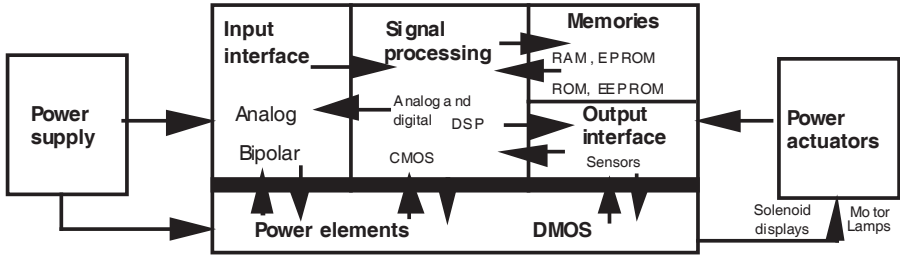 Power
supply
Input
interface
Analog
Bipolar
Signal
processing
Analog and
digital DSP
CMOS
Memories
RAM, EPROM
ROM, EEPROM
Output
interface
Sensors
Power
actuators
Power elements DMOS
Solenoid
displays
Motor
Lamps